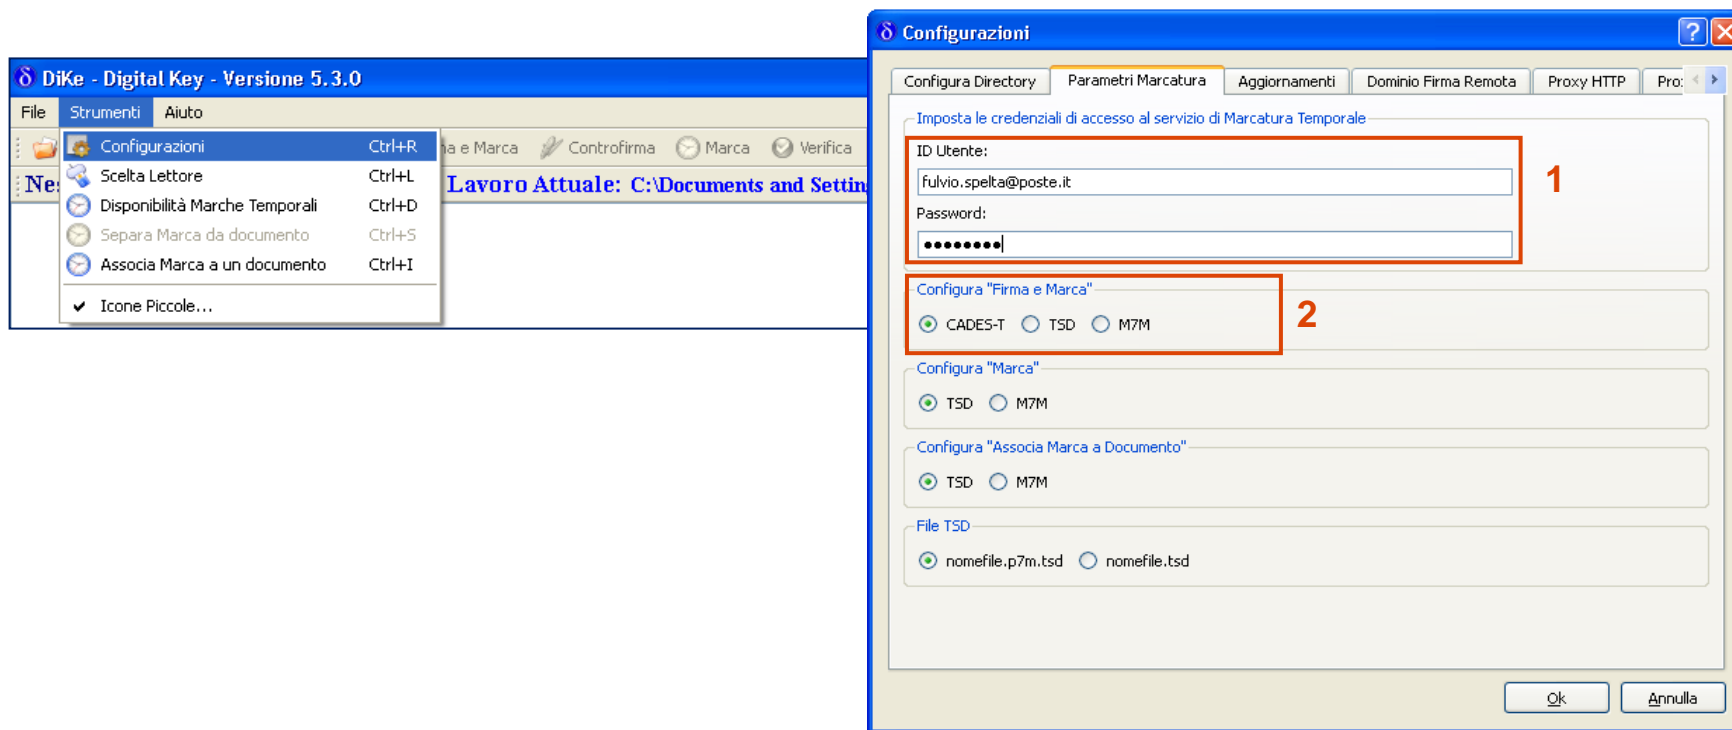 DiKe - Digital Key - Versione 5.3.0
File Strumenti Aiuto
Configurazioni Ctrl+R
Scelta Lettore Ctrl+L
Disponibilità Marche Temporali Ctrl+D
Separa Marca da documento Ctrl+S
Associa Marca a un documento Ctrl+I
Icone Piccole...
a e Marca Controfirma Marca Verifica
Ne Lavoro Attuale: C:\Documents and Settin
Configurazioni
Configura Directory Parametri Marcatura Aggiornamenti Dominio Firma Remota Proxy HTTP Pro
Imposta le credenziali di accesso al servizio di Marcatura Temporale
ID Utente:
fulvio.spelta@poste.it
1
Password:
••••••••
Configura "Firma e Marca"
2
CADES-T TSD M7M
Configura "Marca"
TSD M7M
Configura "Associa Marca a Documento"
TSD M7M
File TSD
nomefile.p7m.tsd nomefile.tsd
Ok Annulla